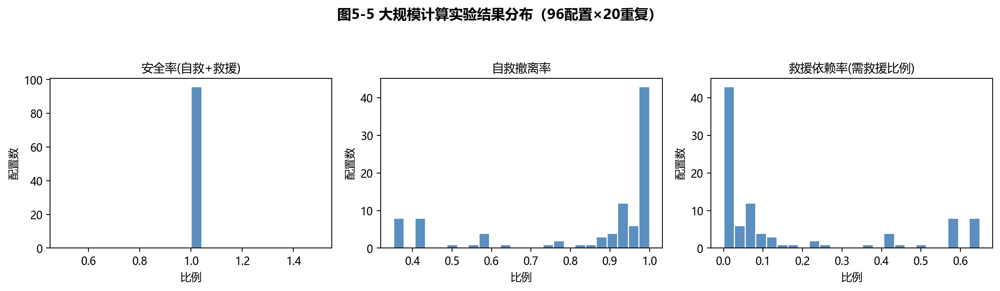 图5-5 大规模计算实验结果分布（96配置×20重复）
安全率(自救+救援)
配置数
100
80
60
40
20
0
0.6 0.8 1.0 1.2 1.4
比例
自救撤离率
配置数
40
30
20
10
0
0.4 0.5 0.6 0.7 0.8 0.9 1.0
比例
救援依赖率(需救援比例)
配置数
40
30
20
10
0
0.0 0.1 0.2 0.3 0.4 0.5 0.6
比例